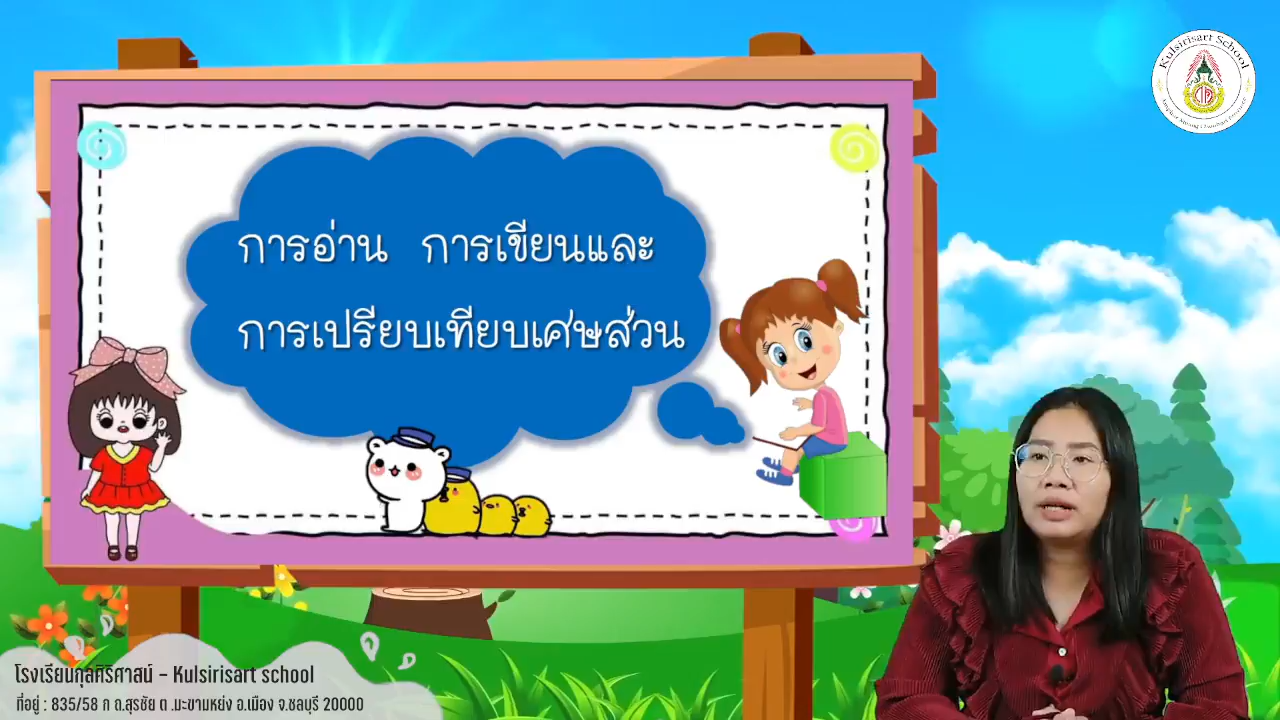 Kulsirisart School
การอ่าน การเขียนและ
การเปรียบเทียบเศษส่วน
โรงเรียนกุลศิริศาสน์ - Kulsirisart school
ที่อยู่ : 835/58 ก ถ.สุรชัย ต .มะขามหย่ง อ.เมือง จ.ชลบุรี 20000